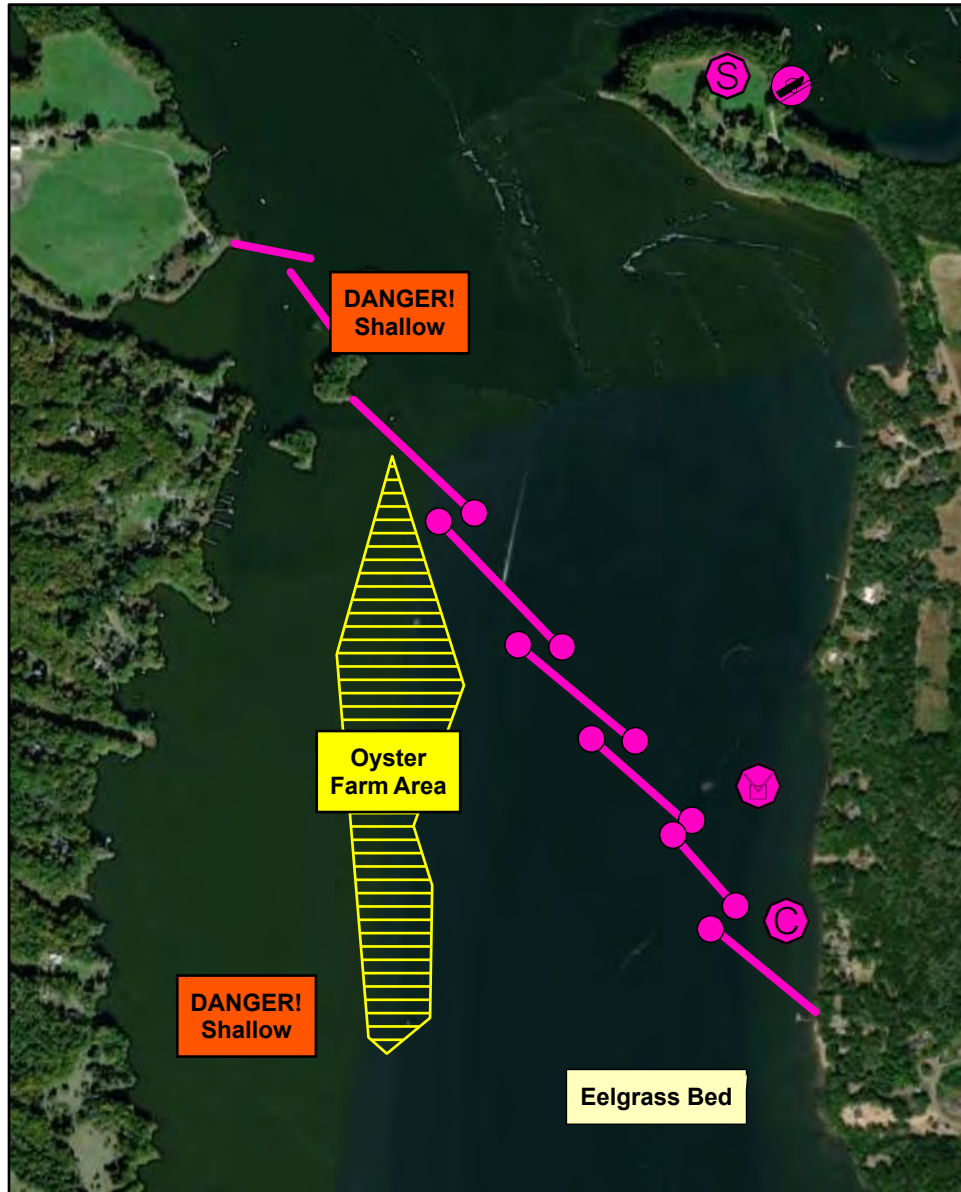 S
DANGER!
Shallow
Oyster
Farm Area
C
DANGER!
Shallow
Eelgrass Bed